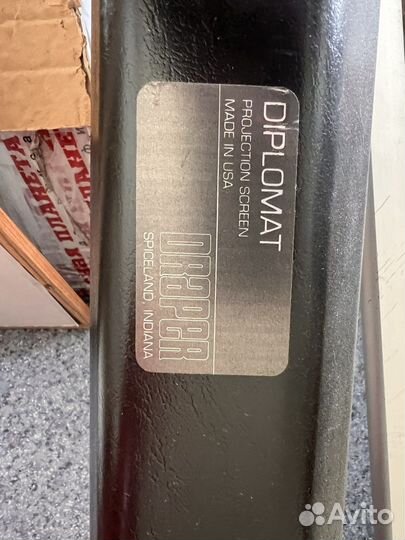 DIPLOMAT
PROJECTION SCREEN
MADE IN USA
DRAPER
SPICELAND, INDIANA
Avito